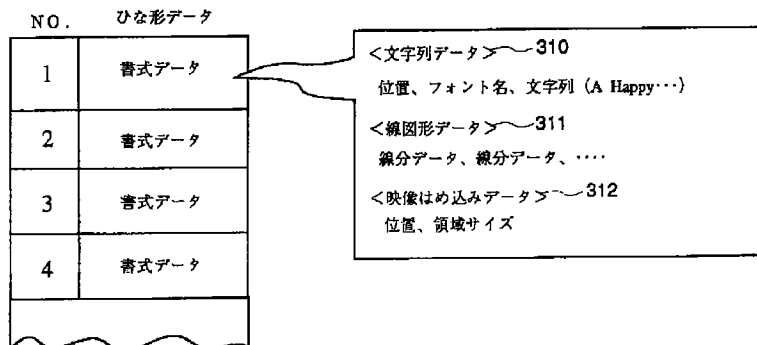 NO. ひな形データ
1 書式データ
2 書式データ
3 書式データ
4 書式データ
<文字列データ> 310
位置、フォント名、文字列 (A Happy···)
<線図形データ> 311
線分データ、線分データ、····
<映像はめ込みデータ> 312
位置、領域サイズ